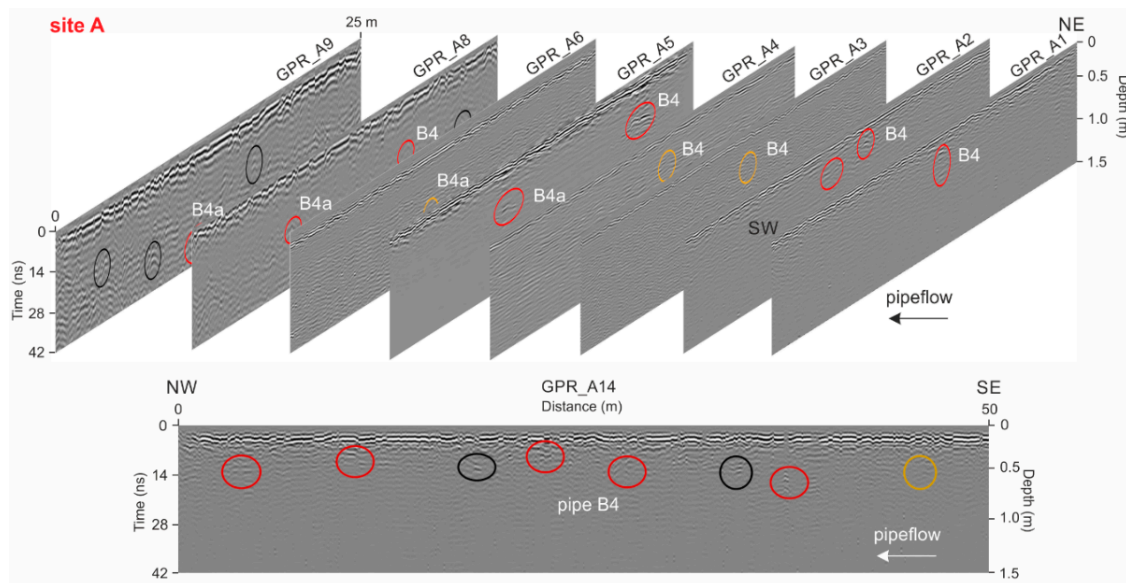 site A
25 m
NE
GPR_A9
GPR_A8
GPR_A6
GPR_A5
GPR_A4
GPR_A3
GPR_A2
GPR_A1
0
0.5
1.0
1.5
Depth (m)
B4
B4
B4
B4
B4
B4
B4a
B4a
B4a
B4a
SW
0
0
14
28
42
Time (ns)
pipeflow
NW
GPR_A14
SE
0
Distance (m)
50
0
14
28
42
Time (ns)
pipe B4
pipeflow
0
0.5
1.0
1.5
Depth (m)